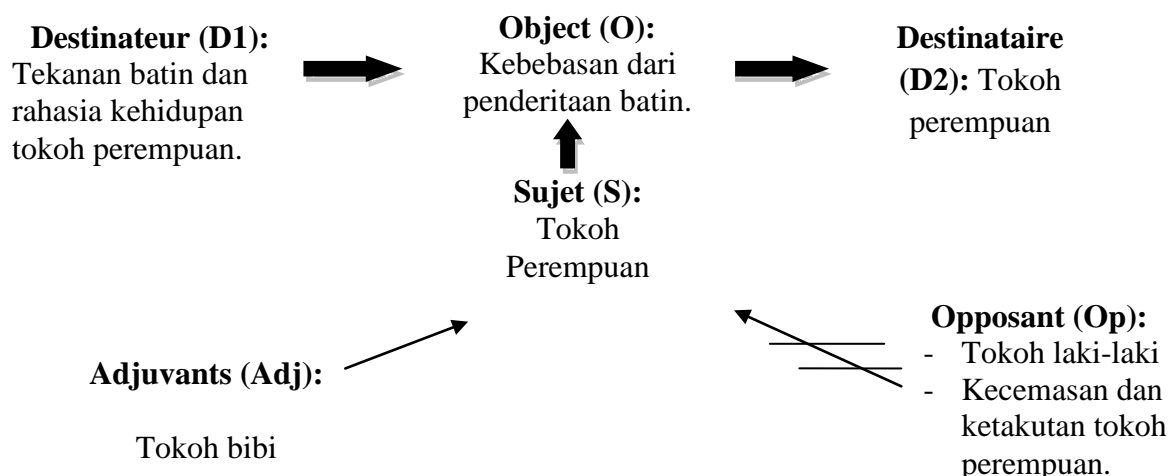 Destinateur (D1):
Tekanan batin dan
rahasia kehidupan
tokoh perempuan.
Object (O):
Kebebasan dari
penderitaan batin.
Destinataire
(D2): Tokoh
perempuan
Sujet (S):
Tokoh
Perempuan
Adjuvants (Adj):
Tokoh bibi
Opposant (Op):
- Tokoh laki-laki
- Kecemasan dan
ketakutan tokoh
perempuan.